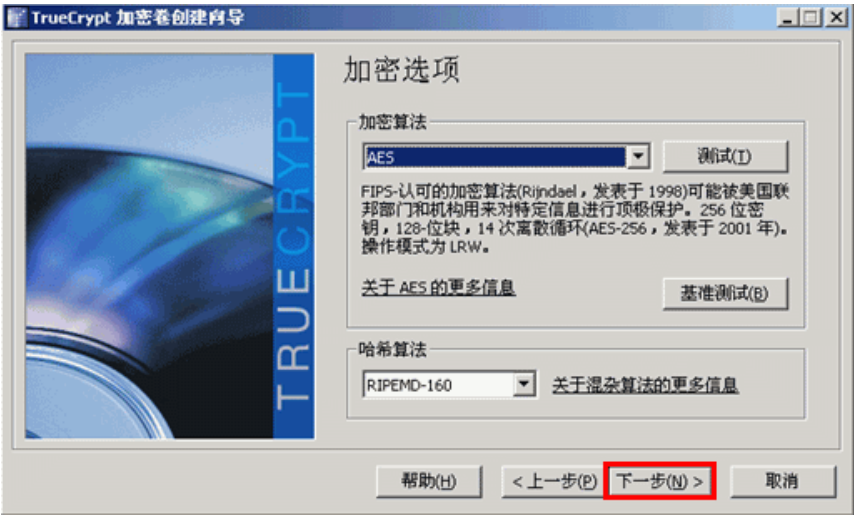 TrueCrypt 加密卷创建向导
TRUECRYPT
加密选项
加密算法
AES
测试(T)
FIPS-认可的加密算法(Rijndael，发表于 1998)可能被美国联
邦部门和机构用来对特定信息进行顶极保护。256 位密
钥，128-位块，14 次离散循环(AES-256，发表于 2001 年)。
操作模式为 LRW。
关于 AES 的更多信息
基准测试(B)
哈希算法
RIPEMD-160
关于混杂算法的更多信息
帮助(H)
< 上一步(P)
下一步(N) >
取消